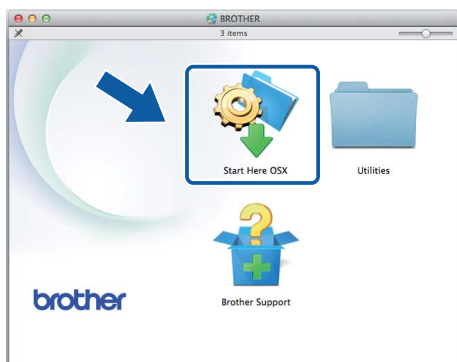 BROTHER
3 items
Start Here OSX
Utilities
Brother Support
brother